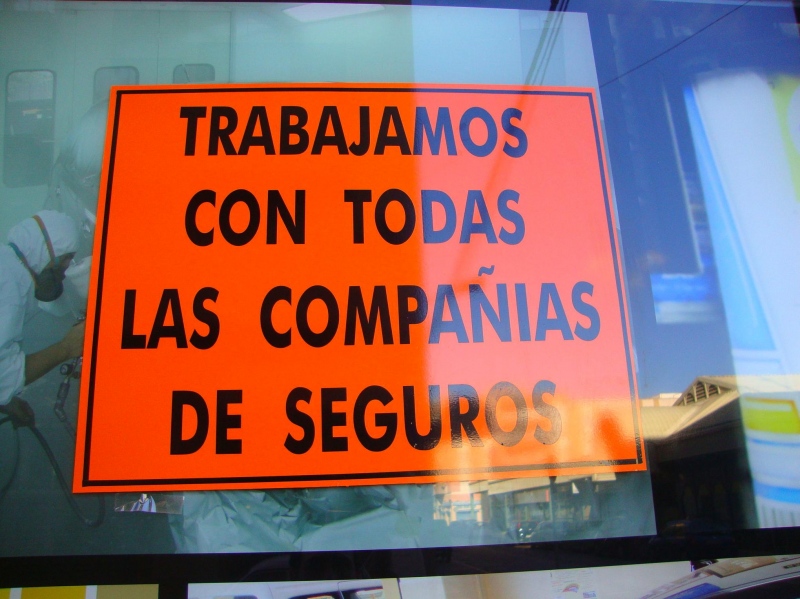 TRABAJAMOS
CON TODAS
LAS COMPAÑIAS
DE SEGUROS